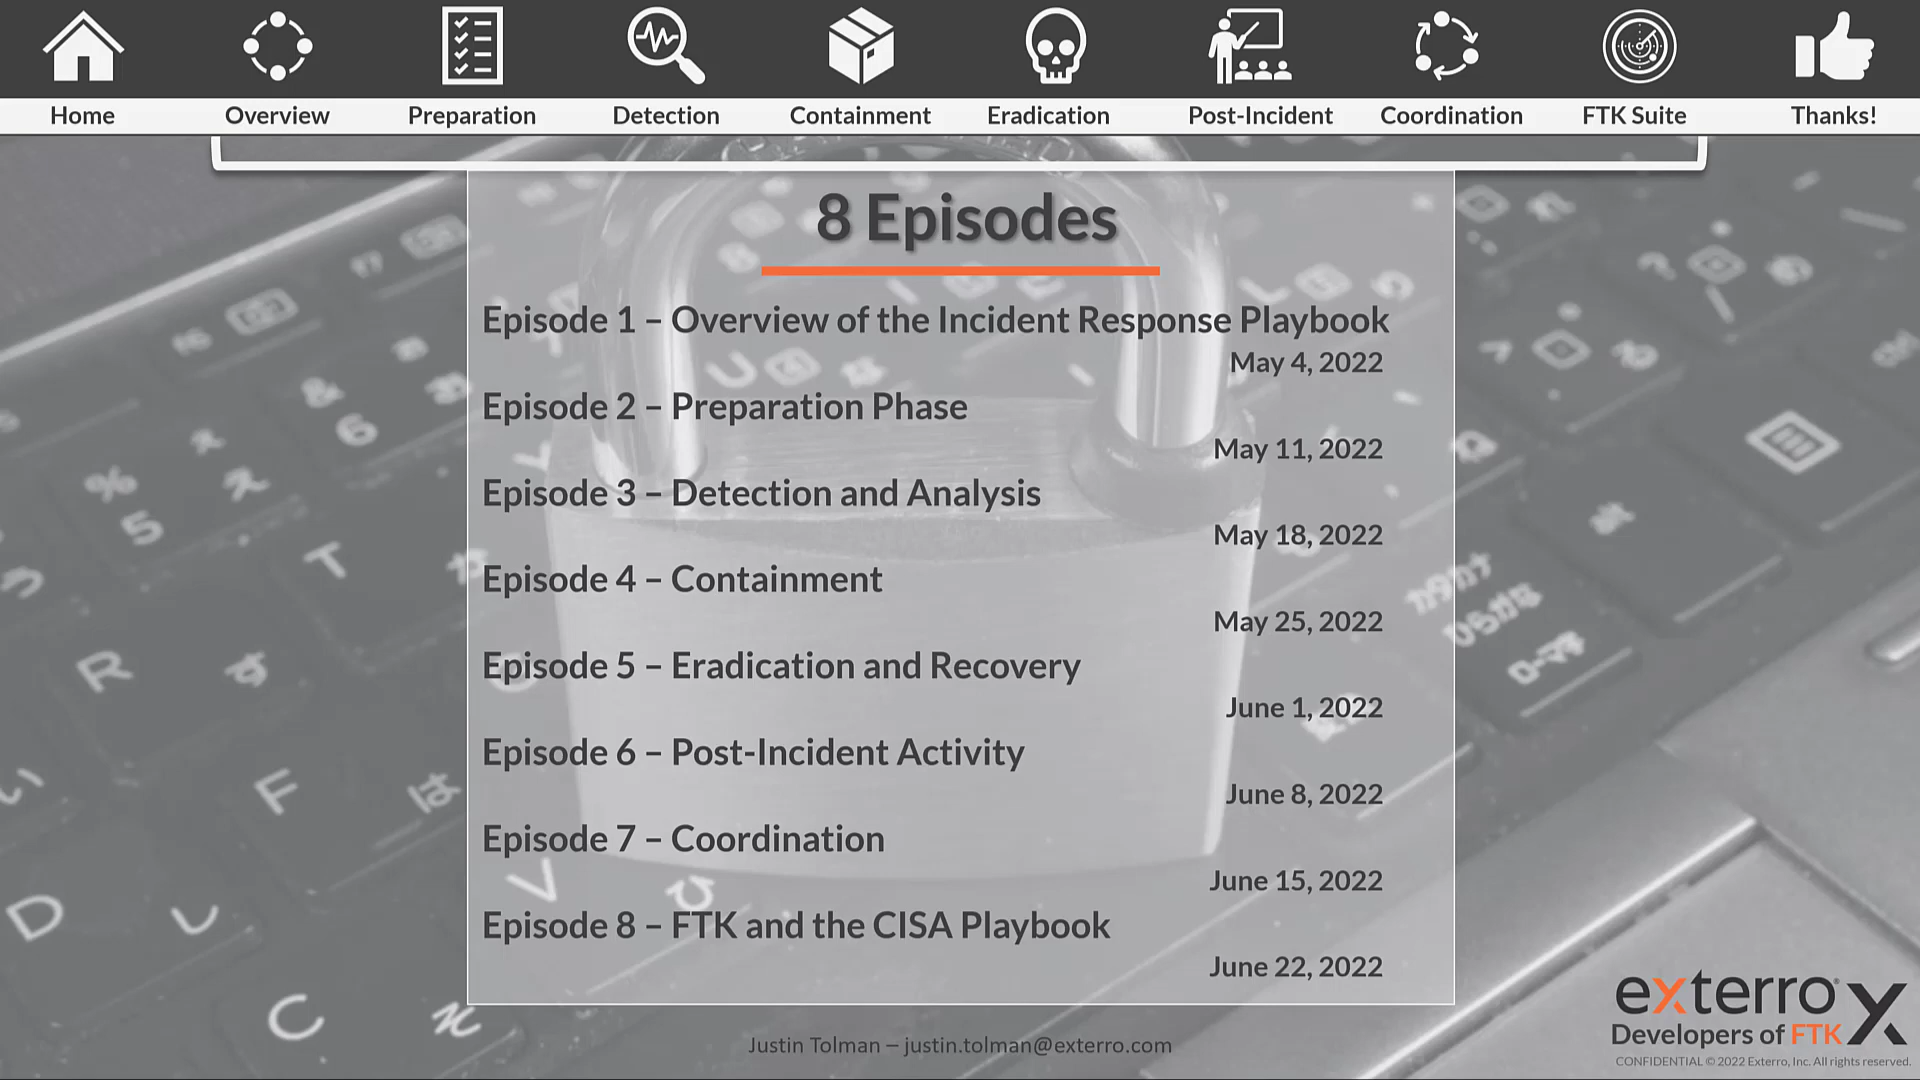 Home Overview Preparation Detection Containment Eradication Post-Incident Coordination FTK Suite Thanks!
8 Episodes
Episode 1 – Overview of the Incident Response Playbook
May 4, 2022
Episode 2 – Preparation Phase
May 11, 2022
Episode 3 – Detection and Analysis
May 18, 2022
Episode 4 – Containment
May 25, 2022
Episode 5 – Eradication and Recovery
June 1, 2022
Episode 6 – Post-Incident Activity
June 8, 2022
Episode 7 – Coordination
June 15, 2022
Episode 8 – FTK and the CISA Playbook
June 22, 2022
Justin Tolman – justin.tolman@exterro.com
exterro®
Developers of FTK
CONFIDENTIAL © 2022 Exterro, Inc. All rights reserved.